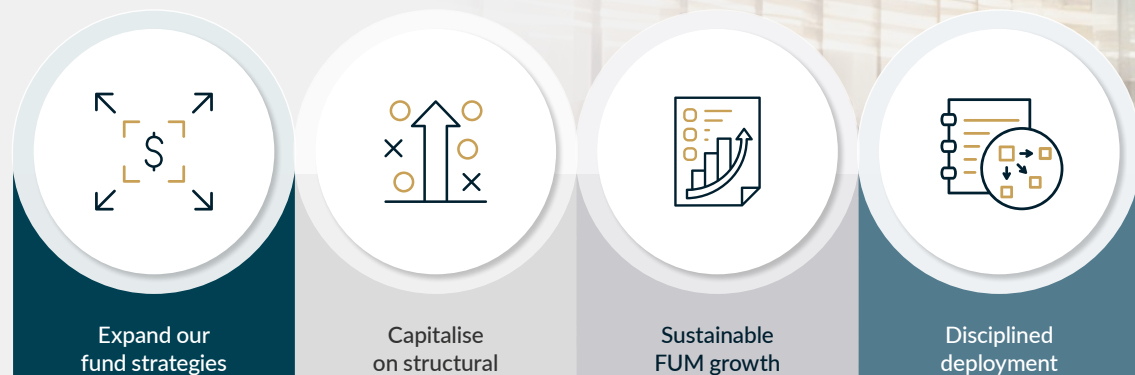 $
Expand our
fund strategies
Capitalise
on structural
Sustainable
FUM growth
Disciplined
deployment